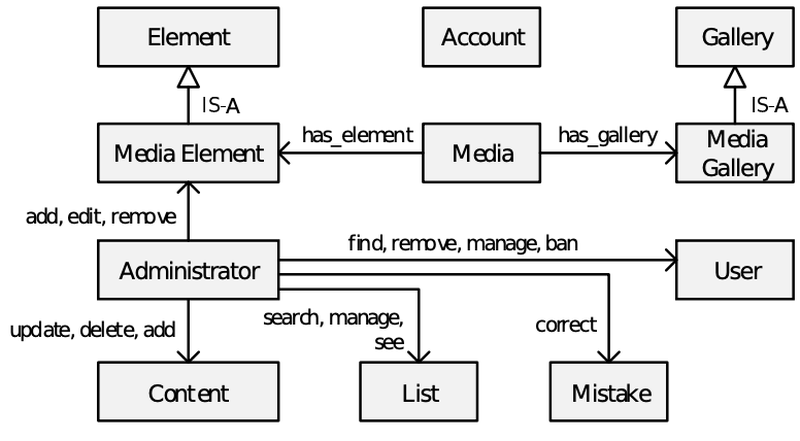 Element
Account
Gallery
IS-A
IS-A
Media Element
has_element
Media
has_gallery
Media
Gallery
add, edit, remove
find, remove, manage, ban
Administrator
User
update, delete, add
search, manage,
see
correct
Content
List
Mistake